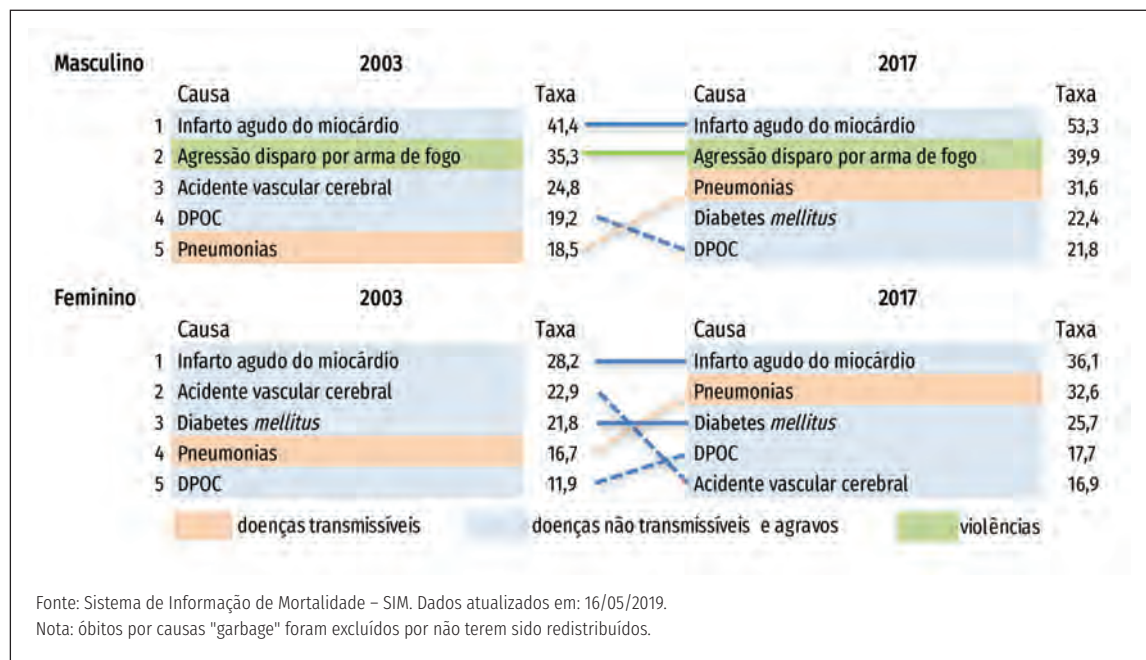 Masculino 2003 2017
Causa Taxa Causa Taxa
1 Infarto agudo do miocárdio 41,4 Infarto agudo do miocárdio 53,3
2 Agressão disparo por arma de fogo 35,3 Agressão disparo por arma de fogo 39,9
3 Acidente vascular cerebral 24,8 Pneumonias 31,6
4 DPOC 19,2 Diabetes mellitus 22,4
5 Pneumonias 18,5 DPOC 21,8
Feminino 2003 2017
Causa Taxa Causa Taxa
1 Infarto agudo do miocárdio 28,2 Infarto agudo do miocárdio 36,1
2 Acidente vascular cerebral 22,9 Pneumonias 32,6
3 Diabetes mellitus 21,8 Diabetes mellitus 25,7
4 Pneumonias 16,7 DPOC 17,7
5 DPOC 11,9 Acidente vascular cerebral 16,9
doenças transmissíveis doenças não transmissíveis e agravos violências
Fonte: Sistema de Informação de Mortalidade – SIM. Dados atualizados em: 16/05/2019.
Nota: óbitos por causas "garbage" foram excluídos por não terem sido redistribuídos.